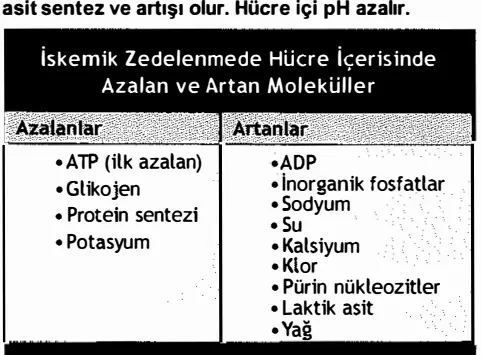 asit sentez ve artışı olur. Hücre içi pH azalır.
İskemik Zedelenmede Hücre İçerisinde
Azalan ve Artan Moleküller
Azalanlar
• ATP (ilk azalan)
• Glikojen
• Protein sentezi
• Potasyum
Artanlar
• ADP
• İnorganik fosfatlar
• Sodyum
• Su
• Kalsiyum
• Klor
• Pürin nükleozitler
• Laktik asit
• Yağ